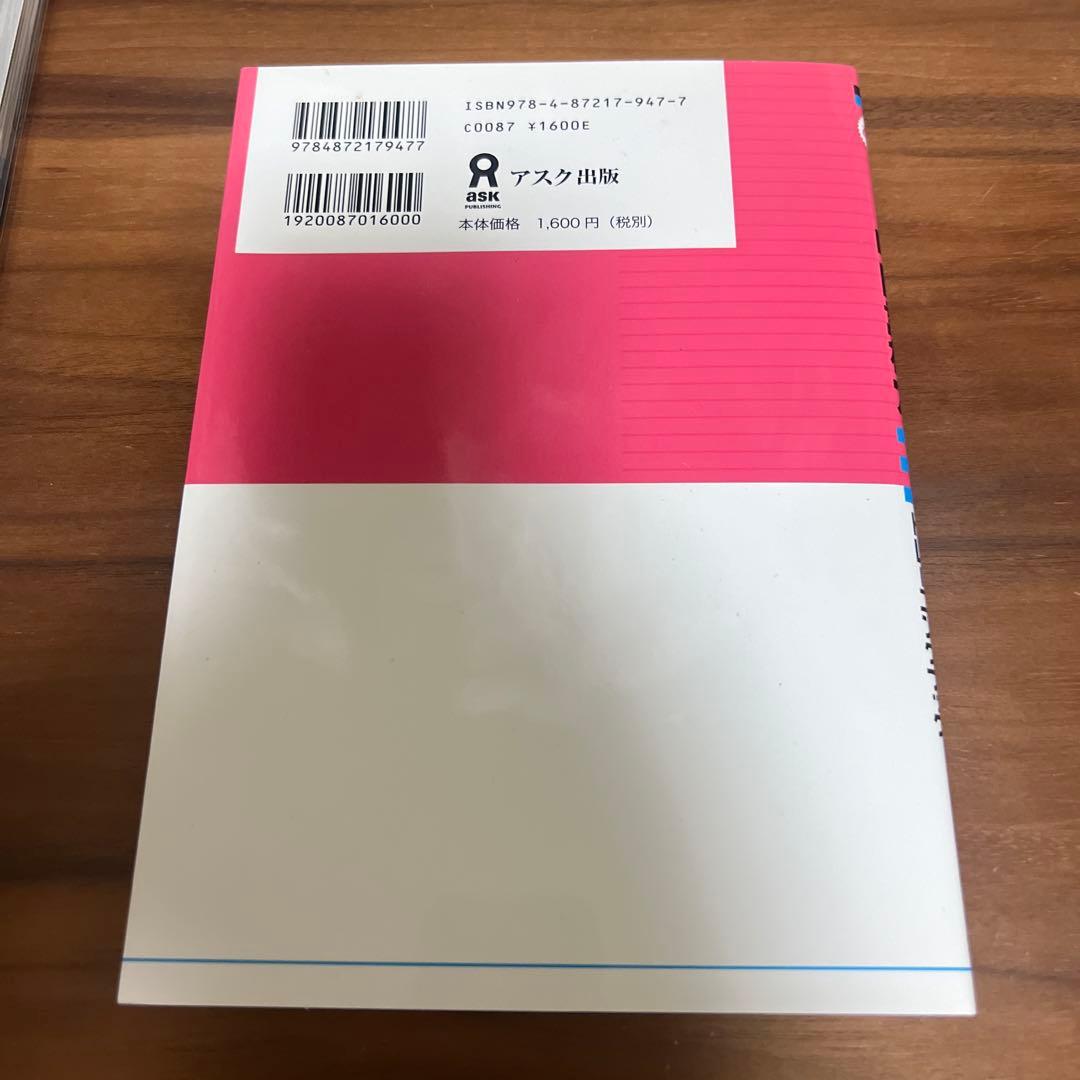 ISBN978-4-87217-947-7
C0087 ¥1600E
9784872179477
1920087016000
ask
PUBLISHING
アスク出版
本体価格 1,600円（税別）